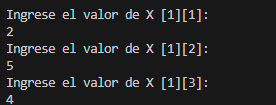 Ingrese el valor de X [1][1]:
2
Ingrese el valor de X [1][2]:
5
Ingrese el valor de X [1][3]:
4